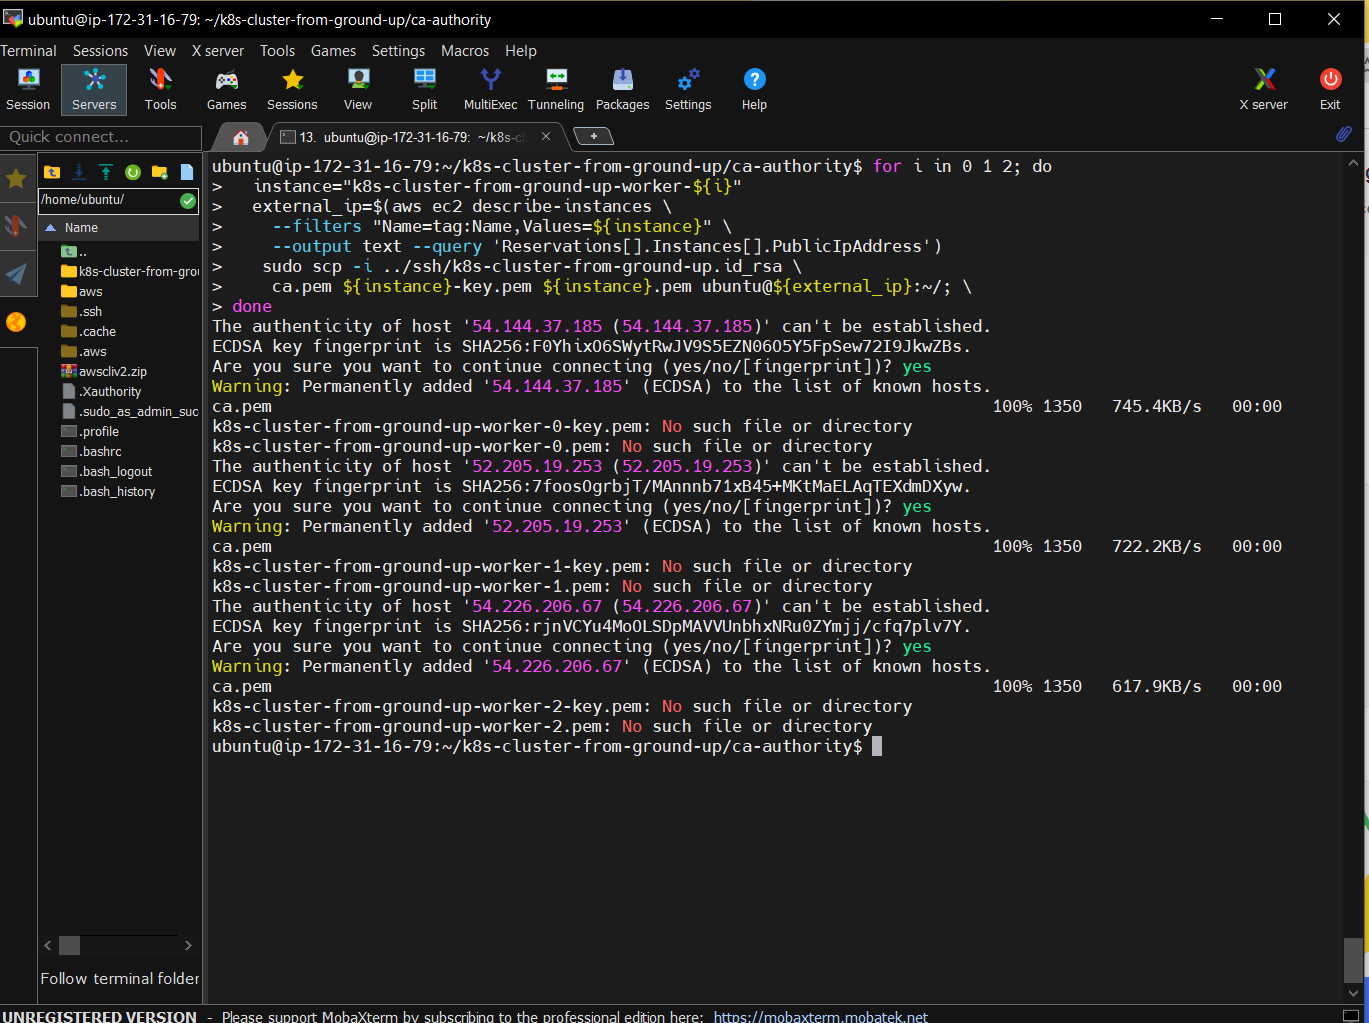 ubuntu@ip-172-31-16-79: ~/k8s-cluster-from-ground-up/ca-authority
Terminal Sessions View X server Tools Games Settings Macros Help
Session Servers Tools Games Sessions View Split MultiExec Tunneling Packages Settings Help X server Exit
Quick connect...
13. ubuntu@ip-172-31-16-79: ~/k8s-cl
/home/ubuntu/
Name
..
k8s-cluster-from-grou
aws
.ssh
.cache
.aws
awscliv2.zip
.Xauthority
.sudo_as_admin_suc
.profile
.bashrc
.bash_logout
.bash_history
Follow terminal folder
ubuntu@ip-172-31-16-79:~/k8s-cluster-from-ground-up/ca-authority$ for i in 0 1 2; do
>   instance="k8s-cluster-from-ground-up-worker-${i}"
>   external_ip=$(aws ec2 describe-instances \
>     --filters "Name=tag:Name,Values=${instance}" \
>     --output text --query 'Reservations[].Instances[].PublicIpAddress')
>    sudo scp -i ../ssh/k8s-cluster-from-ground-up.id_rsa \
>     ca.pem ${instance}-key.pem ${instance}.pem ubuntu@${external_ip}:~/; \
> done
The authenticity of host '54.144.37.185 (54.144.37.185)' can't be established.
ECDSA key fingerprint is SHA256:F0YhixO6SWytRwJV9S5EZN06O5Y5FpSew72I9JkwZBs.
Are you sure you want to continue connecting (yes/no/[fingerprint])? yes
Warning: Permanently added '54.144.37.185' (ECDSA) to the list of known hosts.
ca.pem 100% 1350 745.4KB/s 00:00
k8s-cluster-from-ground-up-worker-0-key.pem: No such file or directory
k8s-cluster-from-ground-up-worker-0.pem: No such file or directory
The authenticity of host '52.205.19.253 (52.205.19.253)' can't be established.
ECDSA key fingerprint is SHA256:7foosOgrbjT/MAnnnb71xB45+MKtMaELAqTEXdmDXyw.
Are you sure you want to continue connecting (yes/no/[fingerprint])? yes
Warning: Permanently added '52.205.19.253' (ECDSA) to the list of known hosts.
ca.pem 100% 1350 722.2KB/s 00:00
k8s-cluster-from-ground-up-worker-1-key.pem: No such file or directory
k8s-cluster-from-ground-up-worker-1.pem: No such file or directory
The authenticity of host '54.226.206.67 (54.226.206.67)' can't be established.
ECDSA key fingerprint is SHA256:rjnVCYu4MoOLSDpMAVVUnbhxNRu0ZYmjj/cfq7plv7Y.
Are you sure you want to continue connecting (yes/no/[fingerprint])? yes
Warning: Permanently added '54.226.206.67' (ECDSA) to the list of known hosts.
ca.pem 100% 1350 617.9KB/s 00:00
k8s-cluster-from-ground-up-worker-2-key.pem: No such file or directory
k8s-cluster-from-ground-up-worker-2.pem: No such file or directory
ubuntu@ip-172-31-16-79:~/k8s-cluster-from-ground-up/ca-authority$
UNREGISTERED VERSION - Please support MobaXterm by subscribing to the professional edition here: https://mobaxterm.mobatek.net